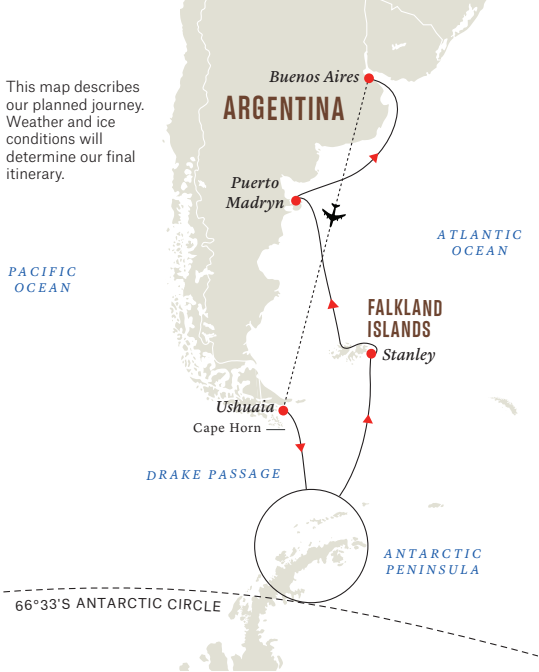 Buenos Aires
This map describes
our planned journey.
Weather and ice
conditions will
determine our final
itinerary.
ARGENTINA
Puerto
Madryn
ATLANTIC
OCEAN
PACIFIC
OCEAN
FALKLAND
ISLANDS
Stanley
Ushuaia
Cape Horn
DRAKE PASSAGE
ANTARCTIC
PENINSULA
66°33'S ANTARCTIC CIRCLE